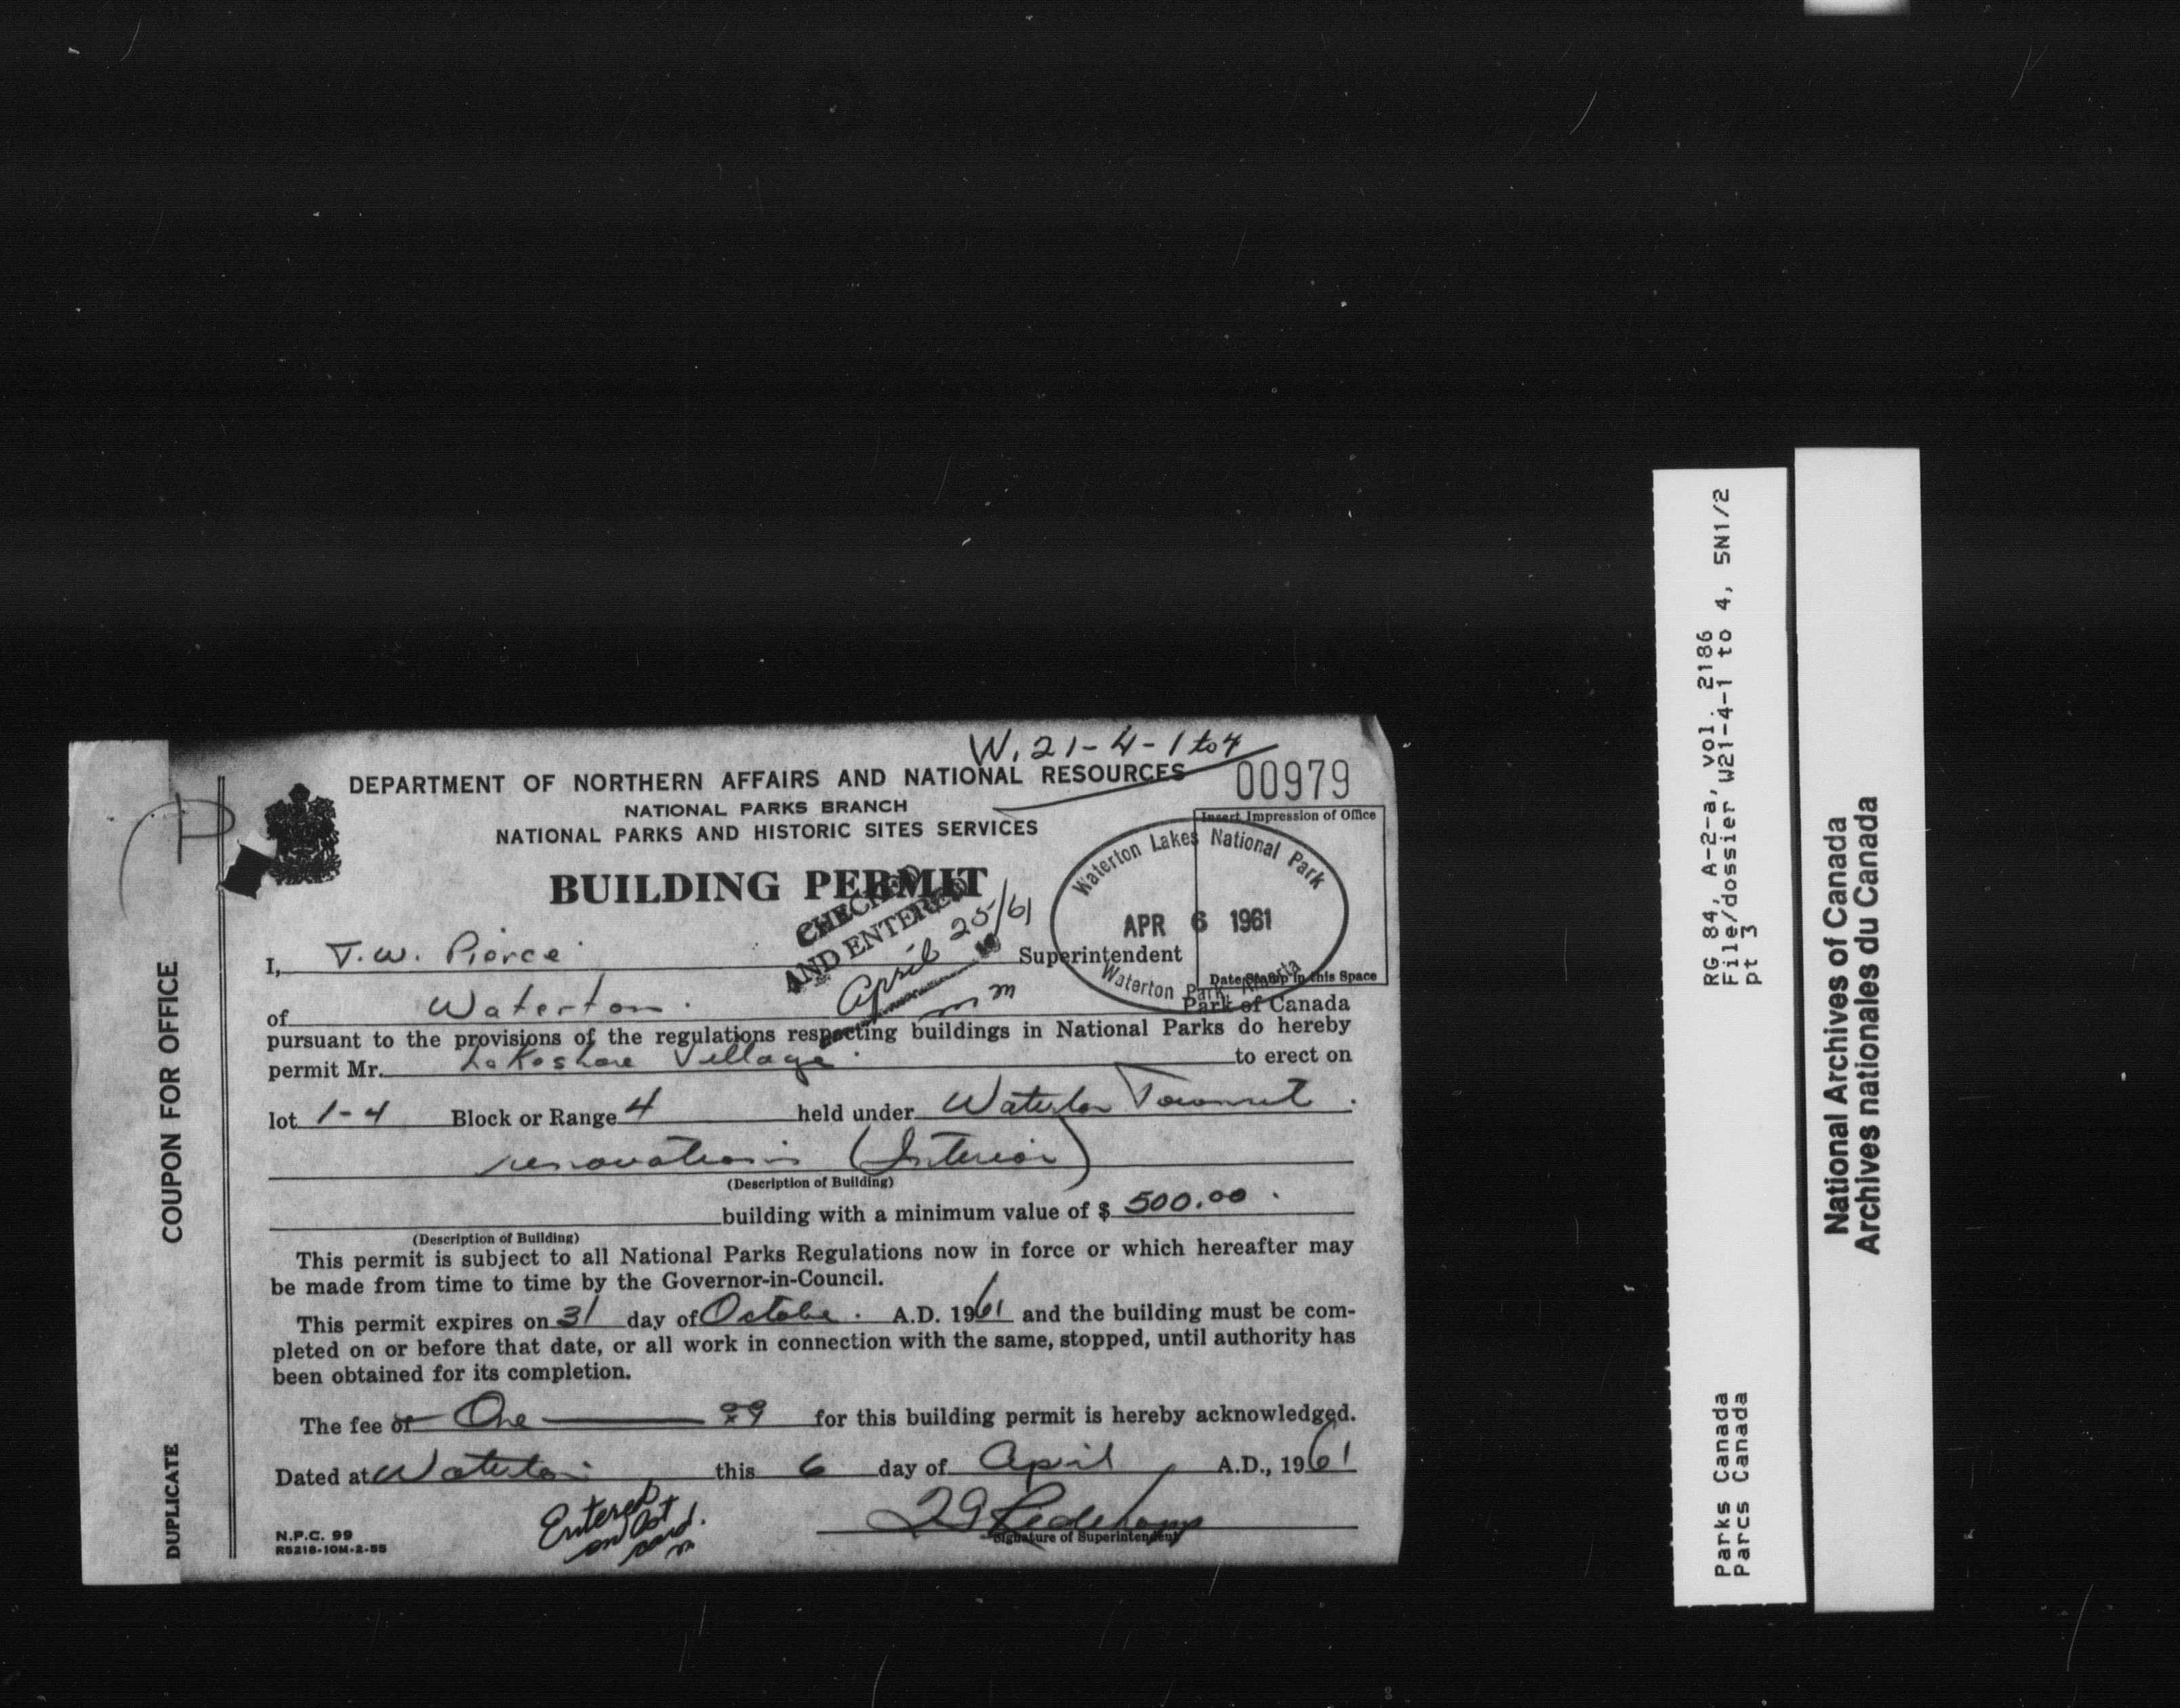 W. 21-4-1 to 4
DEPARTMENT OF NORTHERN AFFAIRS AND NATIONAL RESOURCES
00979
NATIONAL PARKS BRANCH
NATIONAL PARKS AND HISTORIC SITES SERVICES
Insert Impression of Office
Waterton Lakes National Park
APR 6 1961
Waterton Park, Alberta
Date Stamp in this Space
BUILDING PERMIT
CHECKED
AND ENTERED
April 25/61
19
m m
I, T.W. Pierce Superintendent
of Waterton Park of Canada
pursuant to the provisions of the regulations respecting buildings in National Parks do hereby
permit Mr. Lakeshore Village to erect on
lot 1-4 Block or Range 4 held under Waterton Townsite.
renovations (Interior)
(Description of Building)
building with a minimum value of $ 500.00.
(Description of Building)
This permit is subject to all National Parks Regulations now in force or which hereafter may
be made from time to time by the Governor-in-Council.
This permit expires on 31 day of October. A.D. 1961 and the building must be com-
pleted on or before that date, or all work in connection with the same, stopped, until authority has
been obtained for its completion.
The fee of One for this building permit is hereby acknowledged.
Dated at Waterton this 6 day of April A.D., 1961
Entered
on lot
card.
m
Signature of Superintendent
N.P.C. 99
R5218-10M-2-55
COUPON FOR OFFICE
DUPLICATE
P
RG 84, A-2-a, vol. 2186
File/dossier W21-4-1 to 4, SN1/2
pt 3
Parks Canada
Parcs Canada
National Archives of Canada
Archives nationales du Canada